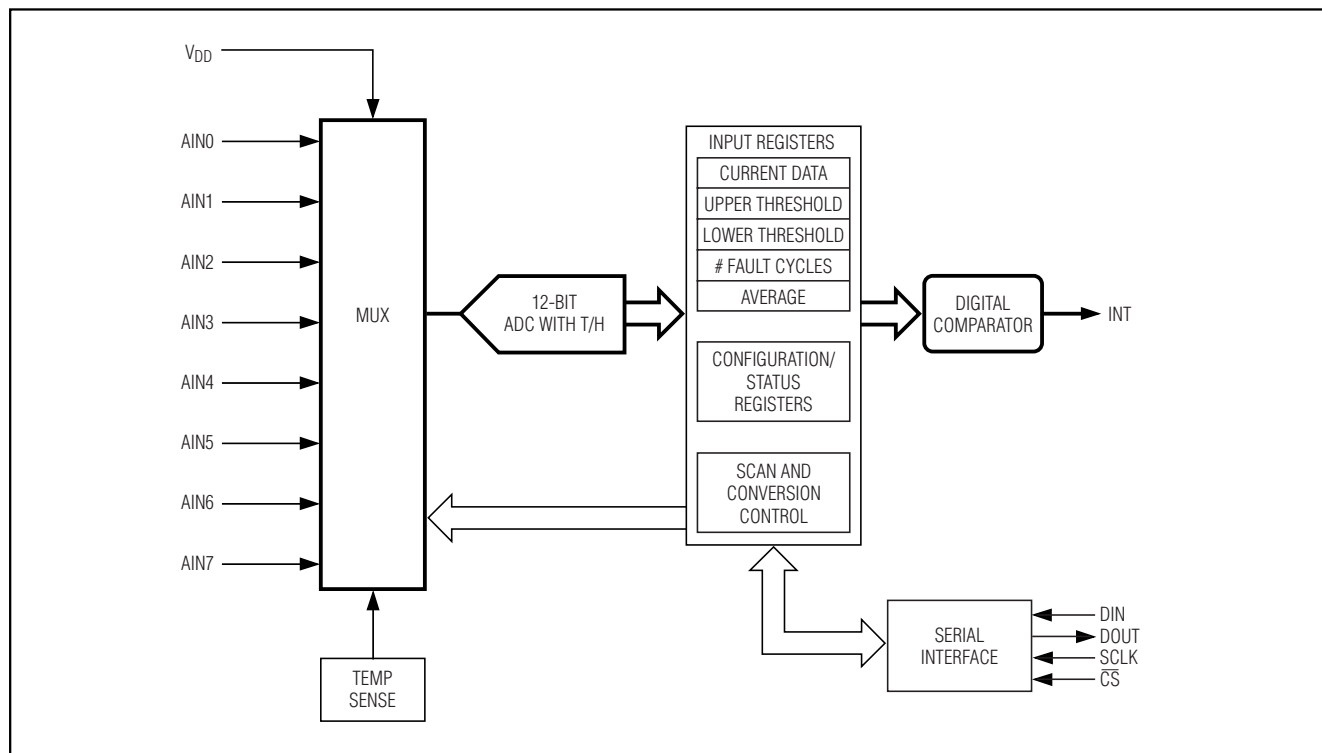 VDD
AIN0
AIN1
AIN2
AIN3
AIN4
AIN5
AIN6
AIN7
MUX
TEMP
SENSE
12-BIT
ADC WITH T/H
INPUT REGISTERS
CURRENT DATA
UPPER THRESHOLD
LOWER THRESHOLD
# FAULT CYCLES
AVERAGE
CONFIGURATION/
STATUS
REGISTERS
SCAN AND
CONVERSION
CONTROL
DIGITAL
COMPARATOR
INT
SERIAL
INTERFACE
DIN
DOUT
SCLK
C̅S̅